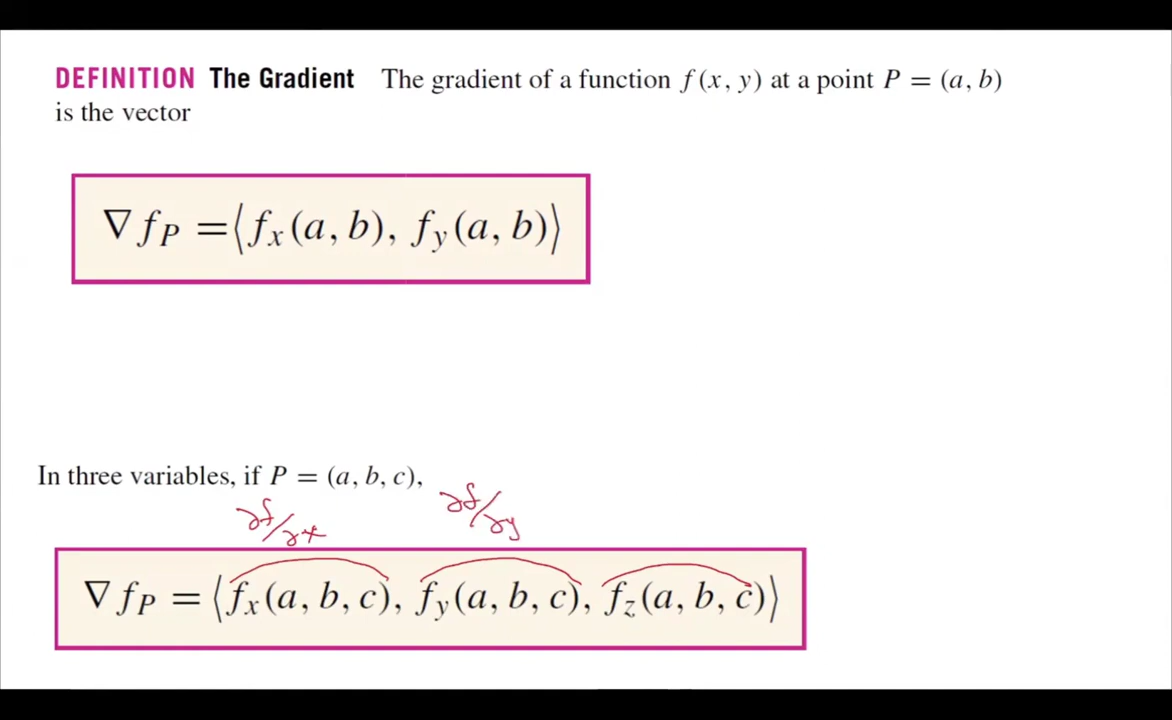 DEFINITION The Gradient The gradient of a function f(x, y) at a point P = (a, b)
is the vector
∇f_P = ⟨f_x(a, b), f_y(a, b)⟩
In three variables, if P = (a, b, c),
∂f/∂x ∂f/∂y
∇f_P = ⟨f_x(a, b, c), f_y(a, b, c), f_z(a, b, c)⟩